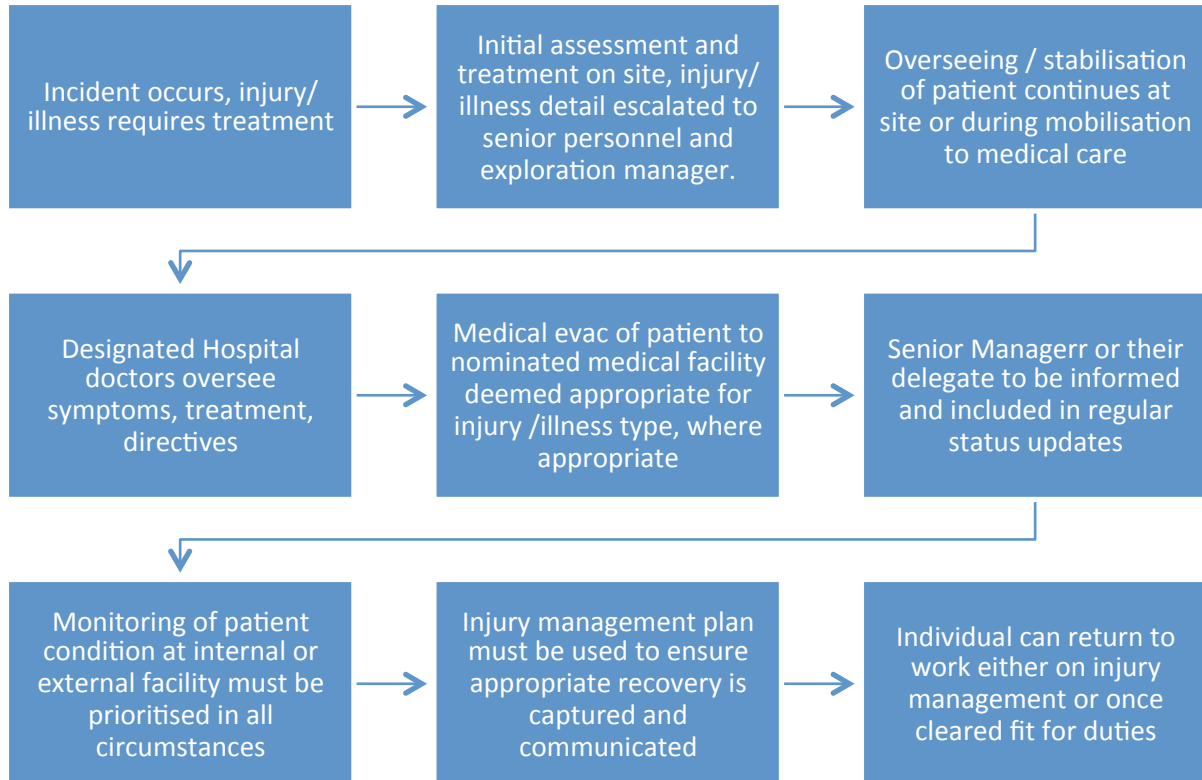 Incident occurs, injury/
illness requires treatment
Initial assessment and
treatment on site, injury/
illness detail escalated to
senior personnel and
exploration manager.
Overseeing / stabilisation
of patient continues at
site or during mobilisation
to medical care
Designated Hospital
doctors oversee
symptoms, treatment,
directives
Medical evac of patient to
nominated medical facility
deemed appropriate for
injury /illness type, where
appropriate
Senior Managerr or their
delegate to be informed
and included in regular
status updates
Monitoring of patient
condition at internal or
external facility must be
prioritised in all
circumstances
Injury management plan
must be used to ensure
appropriate recovery is
captured and
communicated
Individual can return to
work either on injury
management or once
cleared fit for duties